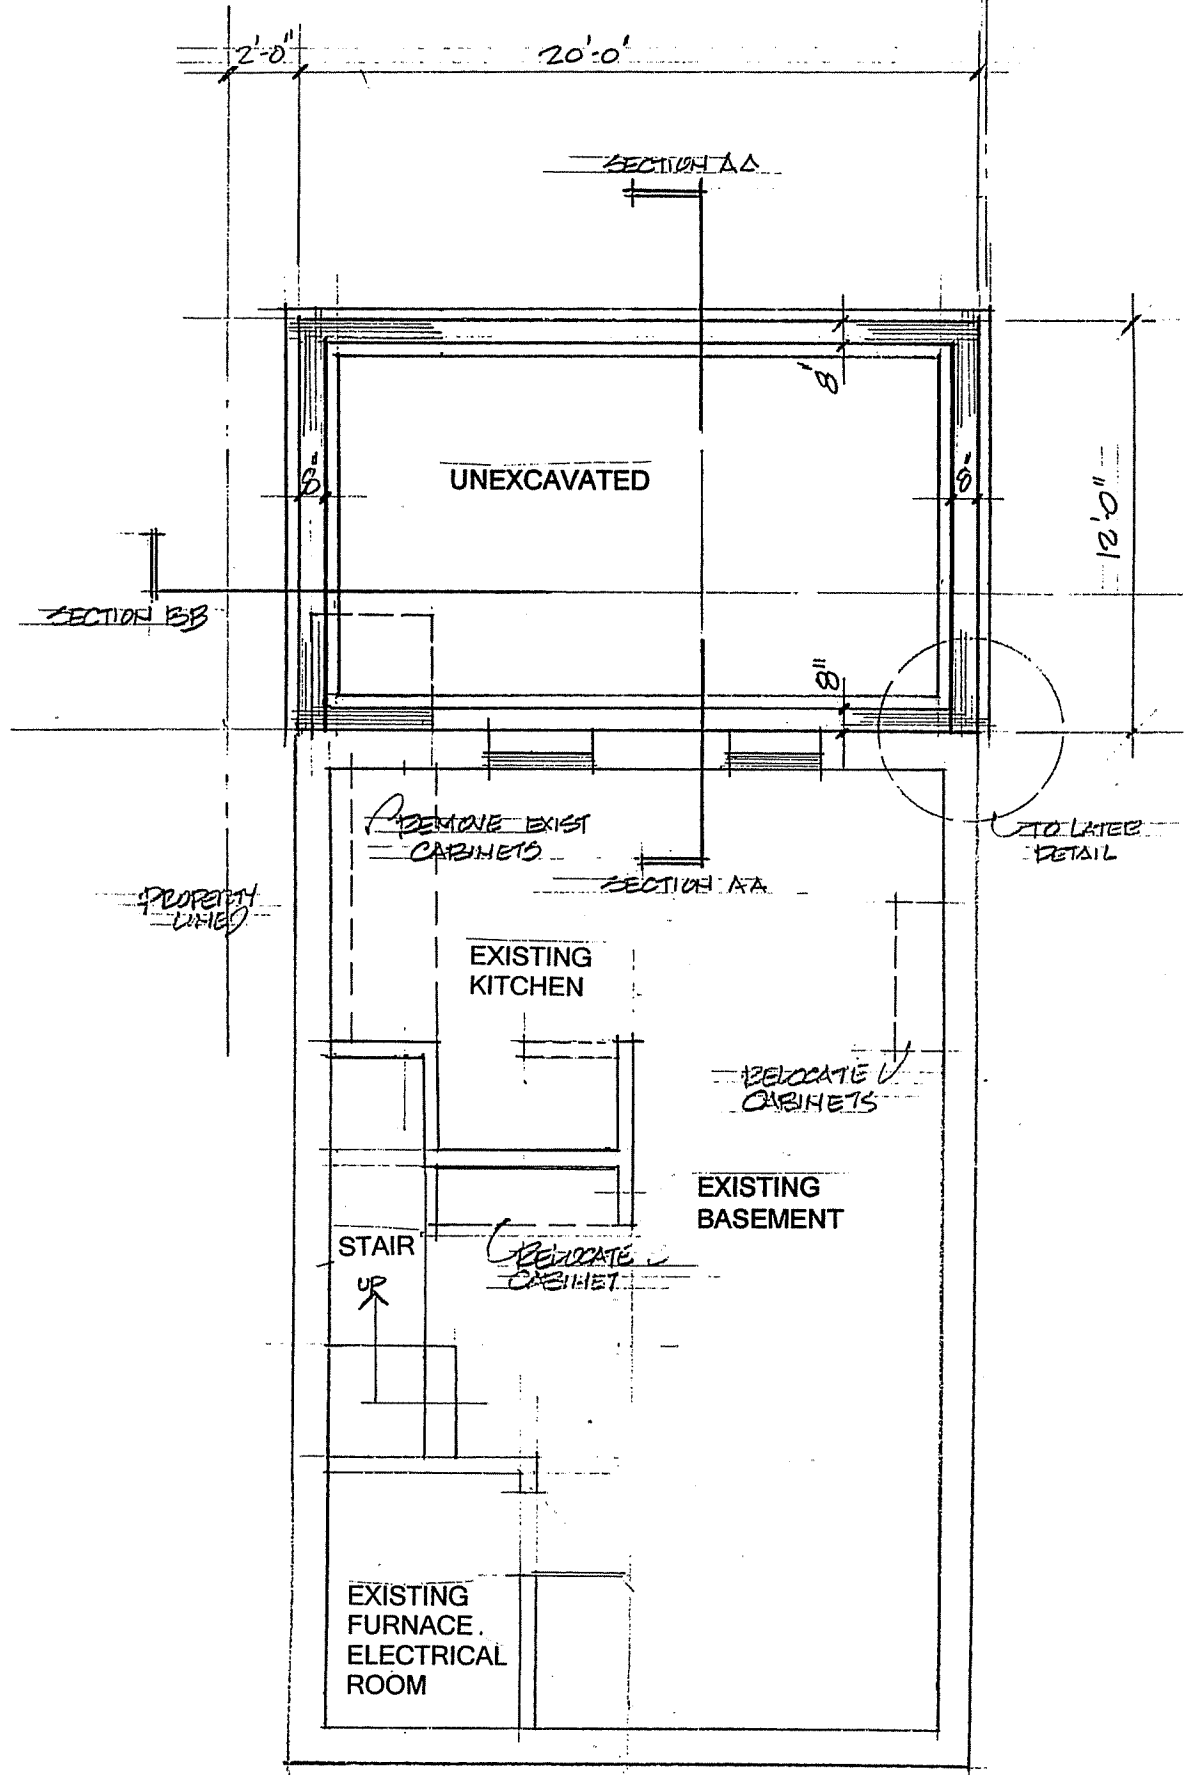 2'-0"
20'-0"
SECTION AA
8"
UNEXCAVATED
8"
8"
12'-0"
SECTION BB
8"
REMOVE EXIST
CABINETS
TO LATER
DETAIL
SECTION AA
PROPERTY
LINE
EXISTING
KITCHEN
RELOCATE
CABINETS
EXISTING
BASEMENT
STAIR
UP
RELOCATE
CABINET
EXISTING
FURNACE.
ELECTRICAL
ROOM